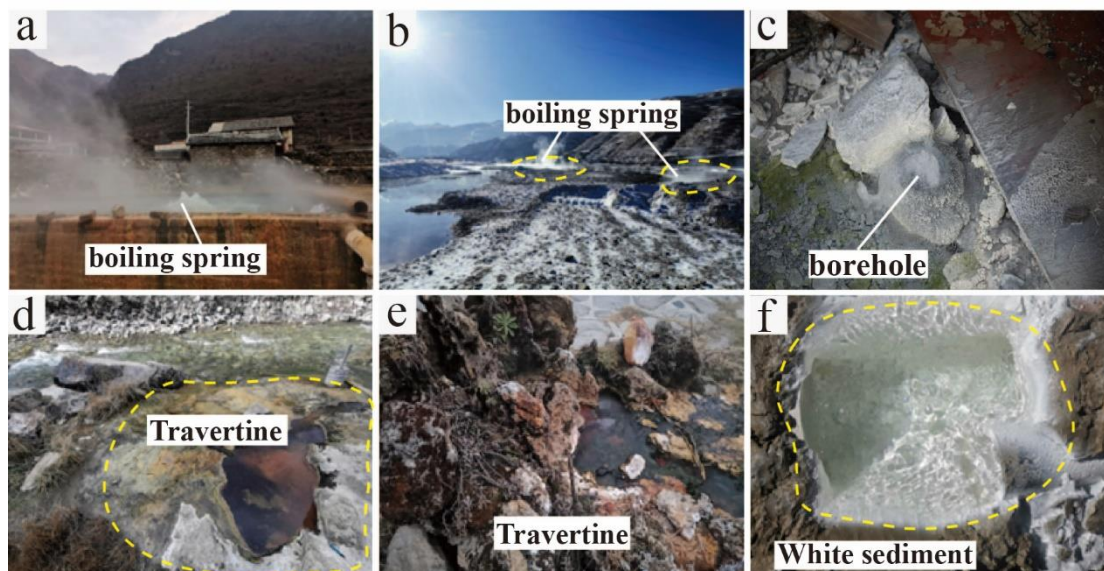 a
boiling spring
b
boiling spring
c
borehole
d
Travertine
e
Travertine
f
White sediment